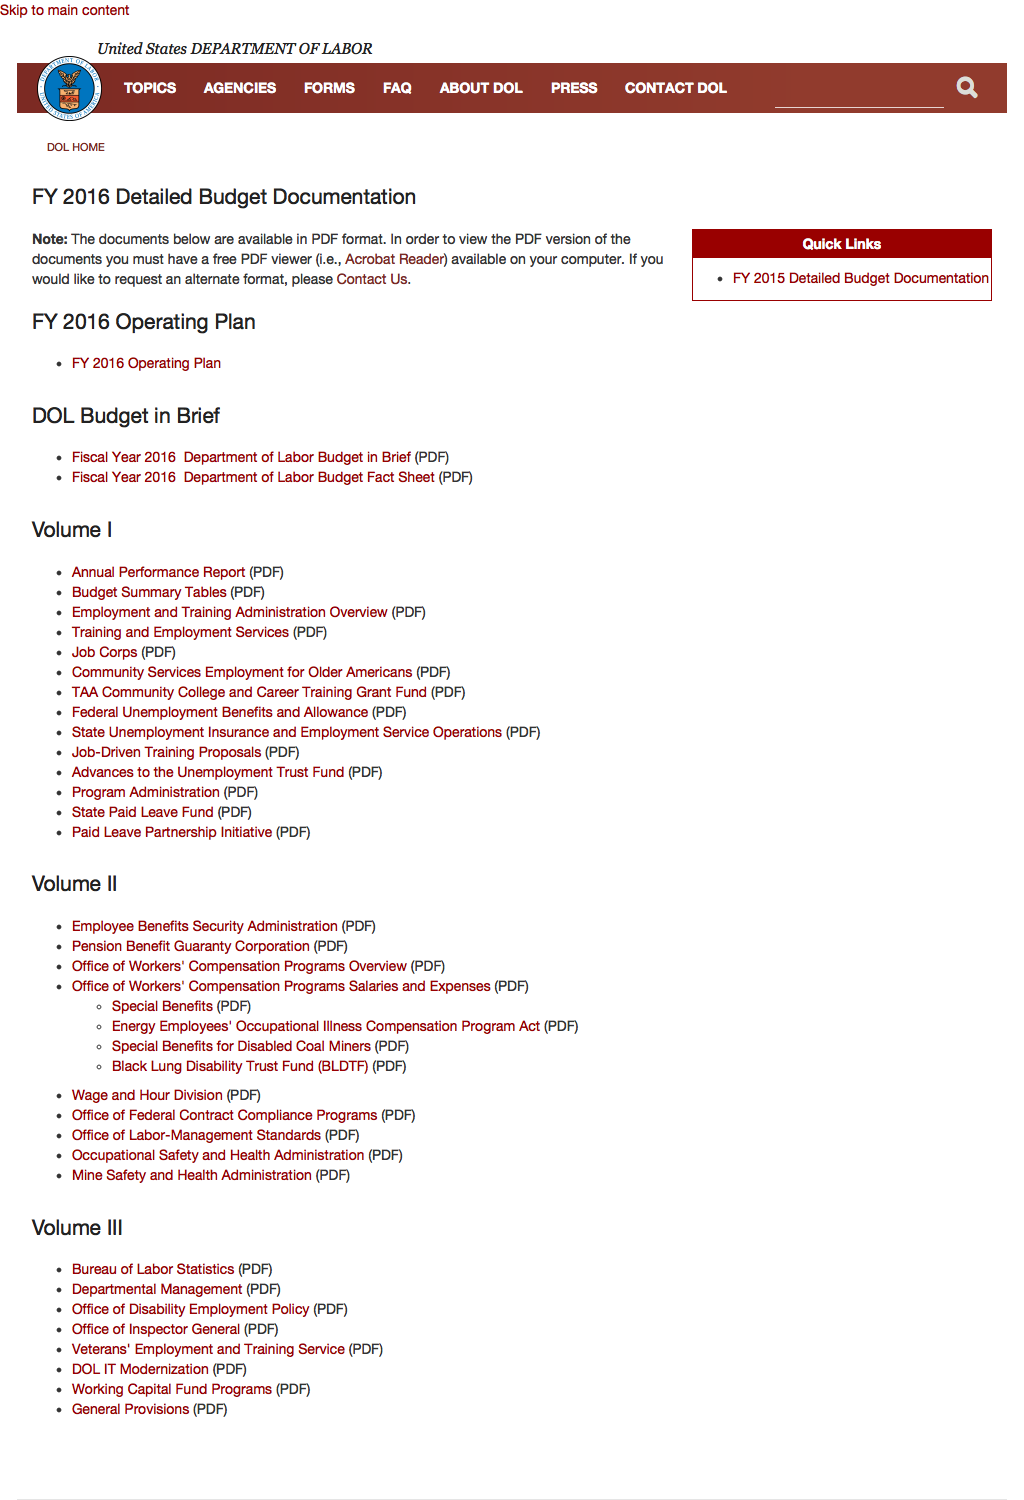 Skip to main content
United States DEPARTMENT OF LABOR
TOPICS AGENCIES FORMS FAQ ABOUT DOL PRESS CONTACT DOL
DOL HOME
FY 2016 Detailed Budget Documentation
Note: The documents below are available in PDF format. In order to view the PDF version of the
documents you must have a free PDF viewer (i.e., Acrobat Reader) available on your computer. If you
would like to request an alternate format, please Contact Us.
Quick Links
• FY 2015 Detailed Budget Documentation
FY 2016 Operating Plan
• FY 2016 Operating Plan
DOL Budget in Brief
• Fiscal Year 2016  Department of Labor Budget in Brief (PDF)
• Fiscal Year 2016  Department of Labor Budget Fact Sheet (PDF)
Volume I
• Annual Performance Report (PDF)
• Budget Summary Tables (PDF)
• Employment and Training Administration Overview (PDF)
• Training and Employment Services (PDF)
• Job Corps (PDF)
• Community Services Employment for Older Americans (PDF)
• TAA Community College and Career Training Grant Fund (PDF)
• Federal Unemployment Benefits and Allowance (PDF)
• State Unemployment Insurance and Employment Service Operations (PDF)
• Job-Driven Training Proposals (PDF)
• Advances to the Unemployment Trust Fund (PDF)
• Program Administration (PDF)
• State Paid Leave Fund (PDF)
• Paid Leave Partnership Initiative (PDF)
Volume II
• Employee Benefits Security Administration (PDF)
• Pension Benefit Guaranty Corporation (PDF)
• Office of Workers' Compensation Programs Overview (PDF)
• Office of Workers' Compensation Programs Salaries and Expenses (PDF)
◦ Special Benefits (PDF)
◦ Energy Employees' Occupational Illness Compensation Program Act (PDF)
◦ Special Benefits for Disabled Coal Miners (PDF)
◦ Black Lung Disability Trust Fund (BLDTF) (PDF)
• Wage and Hour Division (PDF)
• Office of Federal Contract Compliance Programs (PDF)
• Office of Labor-Management Standards (PDF)
• Occupational Safety and Health Administration (PDF)
• Mine Safety and Health Administration (PDF)
Volume III
• Bureau of Labor Statistics (PDF)
• Departmental Management (PDF)
• Office of Disability Employment Policy (PDF)
• Office of Inspector General (PDF)
• Veterans' Employment and Training Service (PDF)
• DOL IT Modernization (PDF)
• Working Capital Fund Programs (PDF)
• General Provisions (PDF)